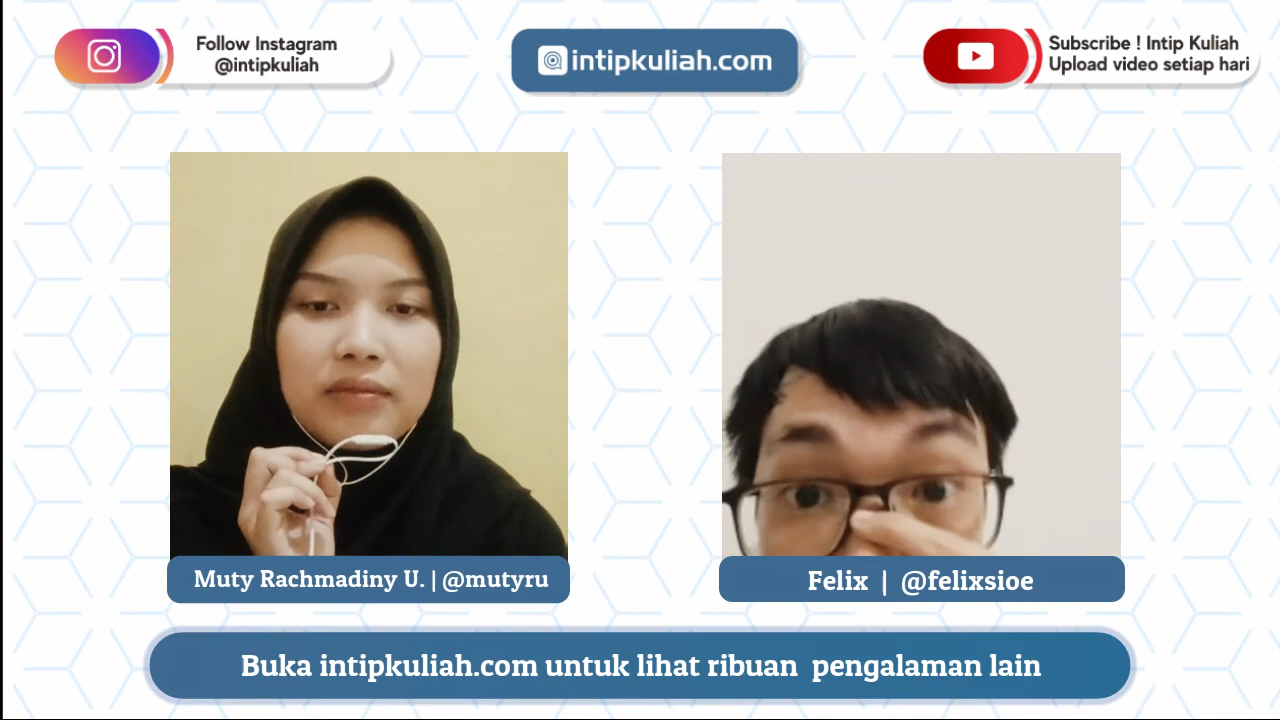 Follow Instagram
@intipkuliah
intipkuliah.com
Subscribe ! Intip Kuliah
Upload video setiap hari
Muty Rachmadiny U. | @mutyru
Felix | @felixsioe
Buka intipkuliah.com untuk lihat ribuan pengalaman lain